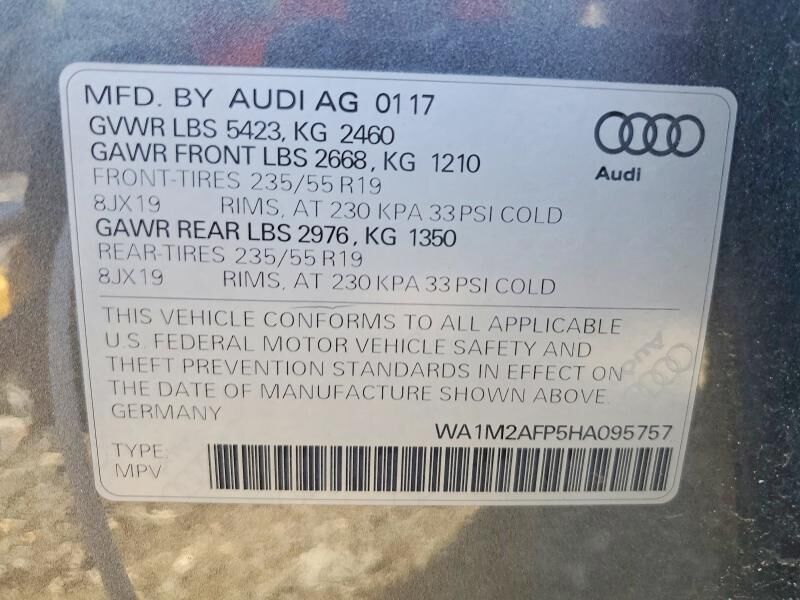 MFD. BY AUDI AG 01 17
GVWR LBS 5423, KG 2460
GAWR FRONT LBS 2668, KG 1210
FRONT-TIRES 235/55 R19
8JX19 RIMS, AT 230 KPA 33 PSI COLD
GAWR REAR LBS 2976, KG 1350
REAR-TIRES 235/55 R19
8JX19 RIMS, AT 230 KPA 33 PSI COLD
Audi
THIS VEHICLE CONFORMS TO ALL APPLICABLE
U.S. FEDERAL MOTOR VEHICLE SAFETY AND
THEFT PREVENTION STANDARDS IN EFFECT ON
THE DATE OF MANUFACTURE SHOWN ABOVE.
GERMANY
Audi
WA1M2AFP5HA095757
TYPE:
MPV